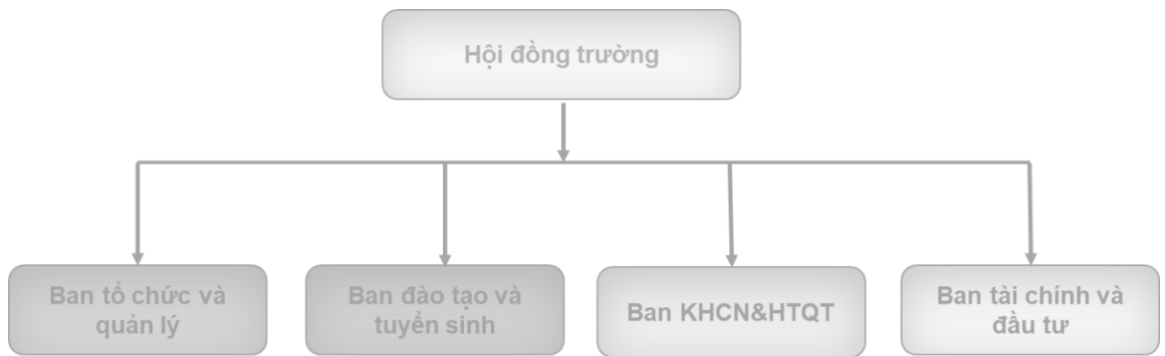 Hội đồng trường
Ban tổ chức và
quản lý
Ban đào tạo và
tuyển sinh
Ban KHCN&HTQT
Ban tài chính và
đầu tư